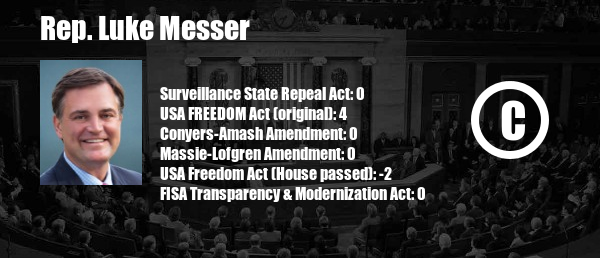 Rep. Luke Messer
Surveillance State Repeal Act: 0
USA FREEDOM Act (original): 4
Conyers-Amash Amendment: 0
Massie-Lofgren Amendment: 0
USA Freedom Act (House passed): -2
FISA Transparency & Modernization Act: 0
C